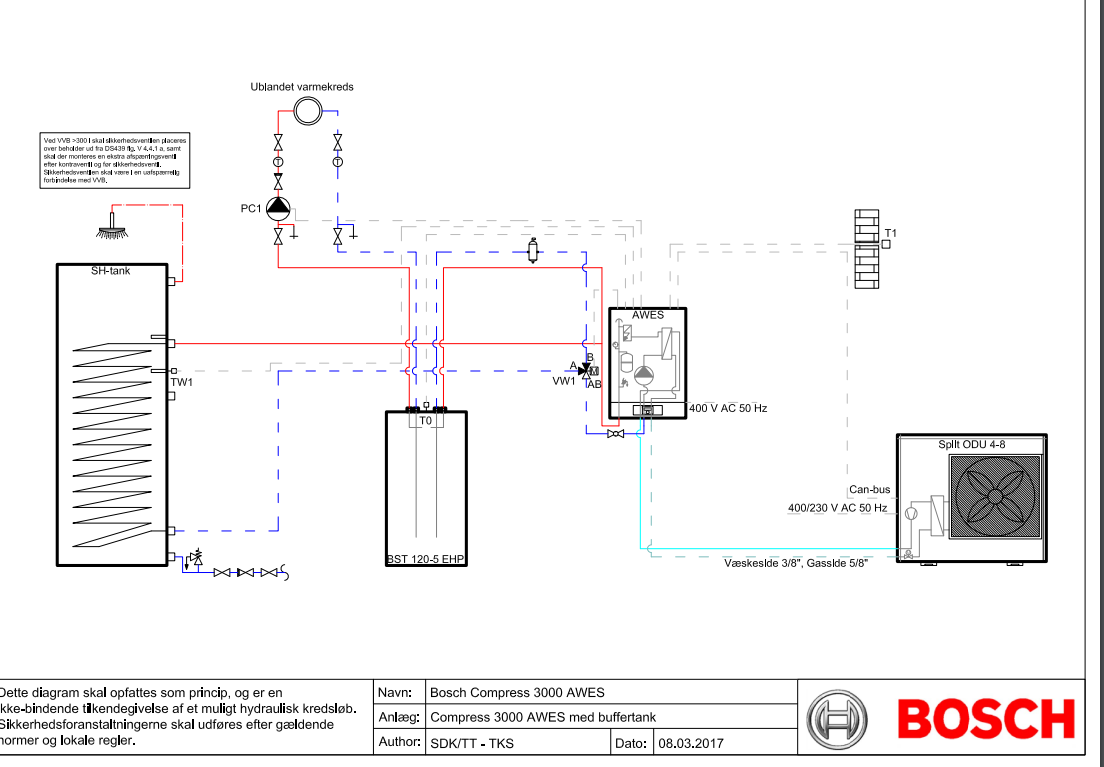 Ublandet varmekreds
Ved VVB >300 l skal sikkerhedsventilen placeres
over beholder ud fra DS439 fig. V 4.4.1 a, samt
skal der monteres en ekstra afspærringsventil
efter kontraventil og før sikkerhedsventil.
Sikkerhedsventilen skal være i en uafspærrelig
forbindelse med VVB.
T
T
PC1
T1
SH-tank
AWES
B
A
M
VW1
AB
TW1
400 V AC 50 Hz
T0
Split ODU 4-8
Can-bus
400/230 V AC 50 Hz
BST 120-5 EHP
Væskeside 3/8", Gasside 5/8"
Dette diagram skal opfattes som princip, og er en
ikke-bindende tilkendegivelse af et muligt hydraulisk kredsløb.
Sikkerhedsforanstaltningerne skal udføres efter gældende
normer og lokale regler.
Navn: Bosch Compress 3000 AWES
Anlæg: Compress 3000 AWES med buffertank
Author: SDK/TT - TKS Dato: 08.03.2017
BOSCH